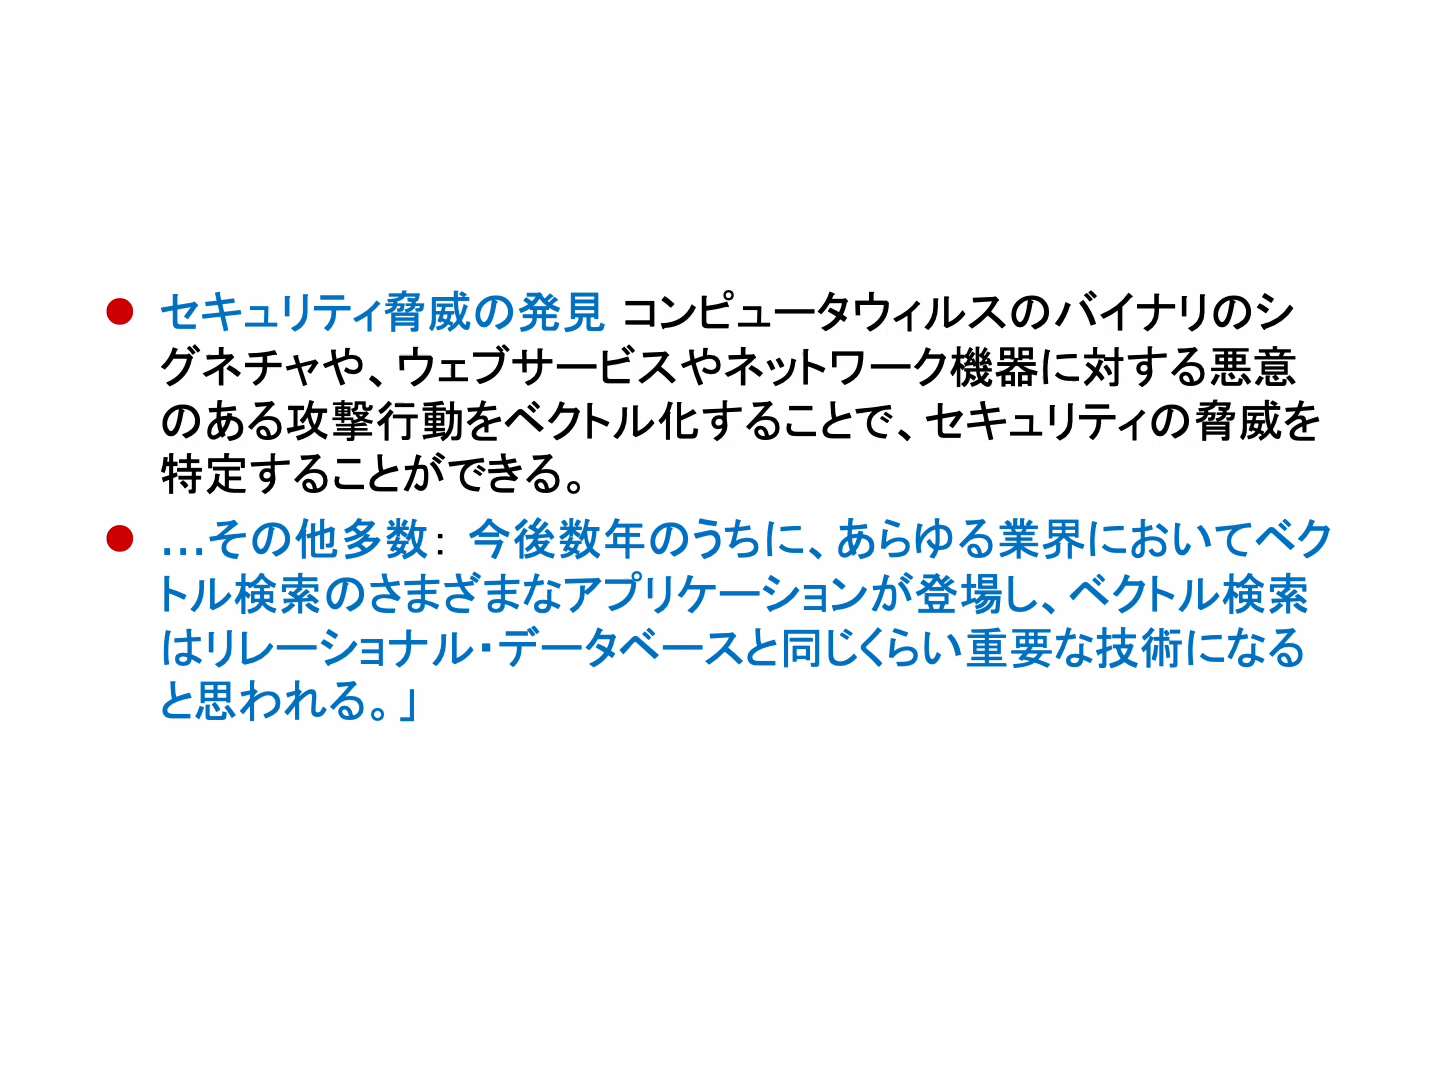 ● セキュリティ脅威の発見 コンピュータウィルスのバイナリのシ
グネチャや、ウェブサービスやネットワーク機器に対する悪意
のある攻撃行動をベクトル化することで、セキュリティの脅威を
特定することができる。
● …その他多数： 今後数年のうちに、あらゆる業界においてベク
トル検索のさまざまなアプリケーションが登場し、ベクトル検索
はリレーショナル・データベースと同じくらい重要な技術になる
と思われる。」